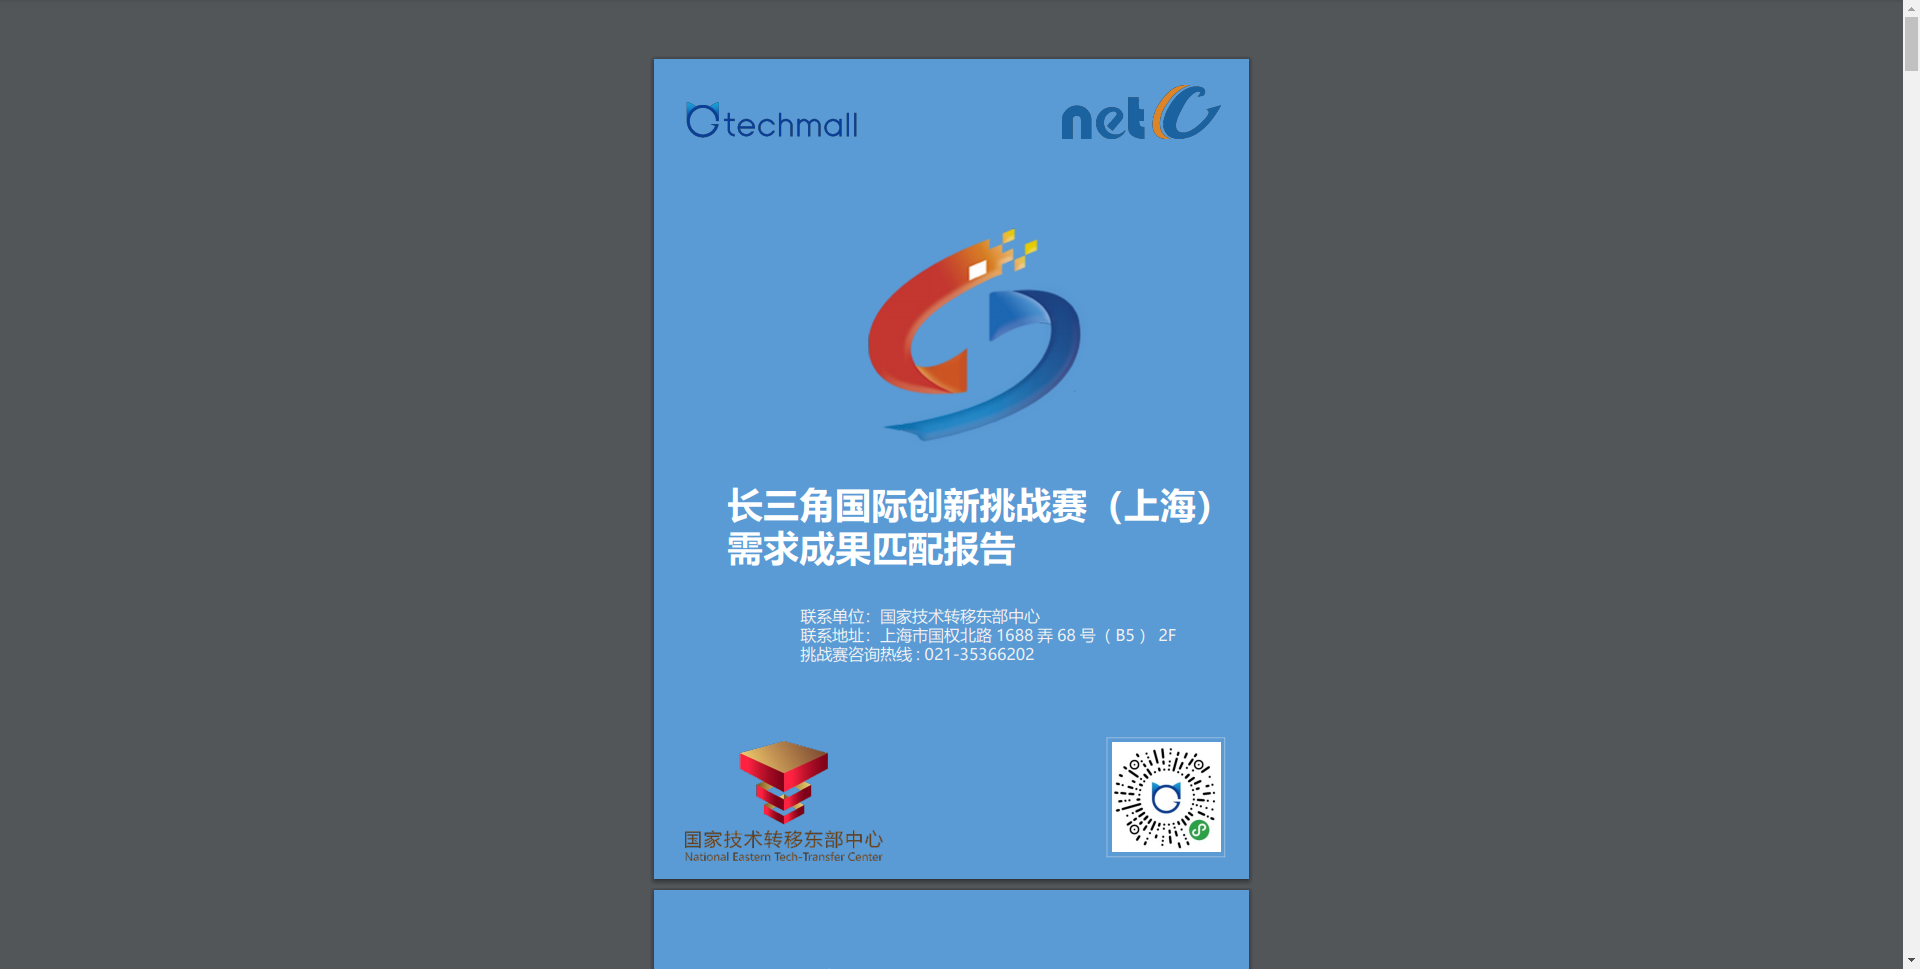 techmall
net
长三角国际创新挑战赛（上海）
需求成果匹配报告
联系单位：国家技术转移东部中心
联系地址：上海市国权北路 1688 弄 68 号（ B5 ） 2F
挑战赛咨询热线 : 021-35366202
国家技术转移东部中心
National Eastern Tech-Transfer Center